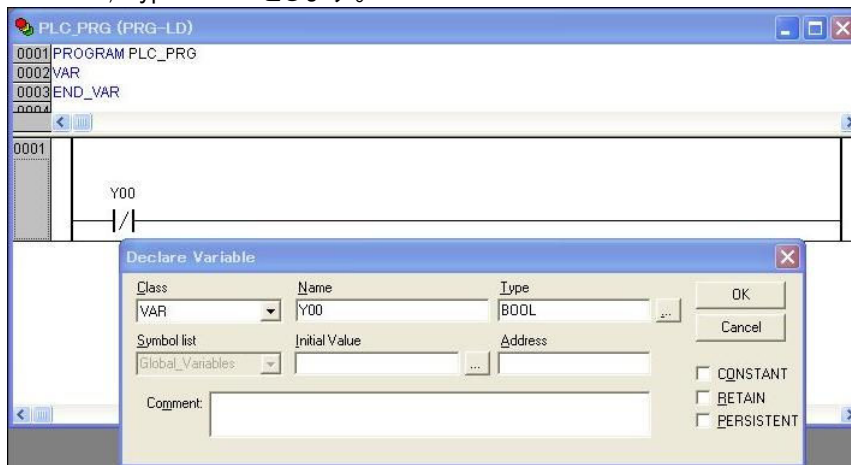 PLC_PRG (PRG-LD)
0001 PROGRAM PLC_PRG
0002 VAR
0003 END_VAR
0004
0001
Y00
Declare Variable
Class
Name
Type
OK
VAR
Y00
BOOL
...
Cancel
Symbol list
Initial Value
Address
Global_Variables
...
CONSTANT
Comment:
RETAIN
PERSISTENT